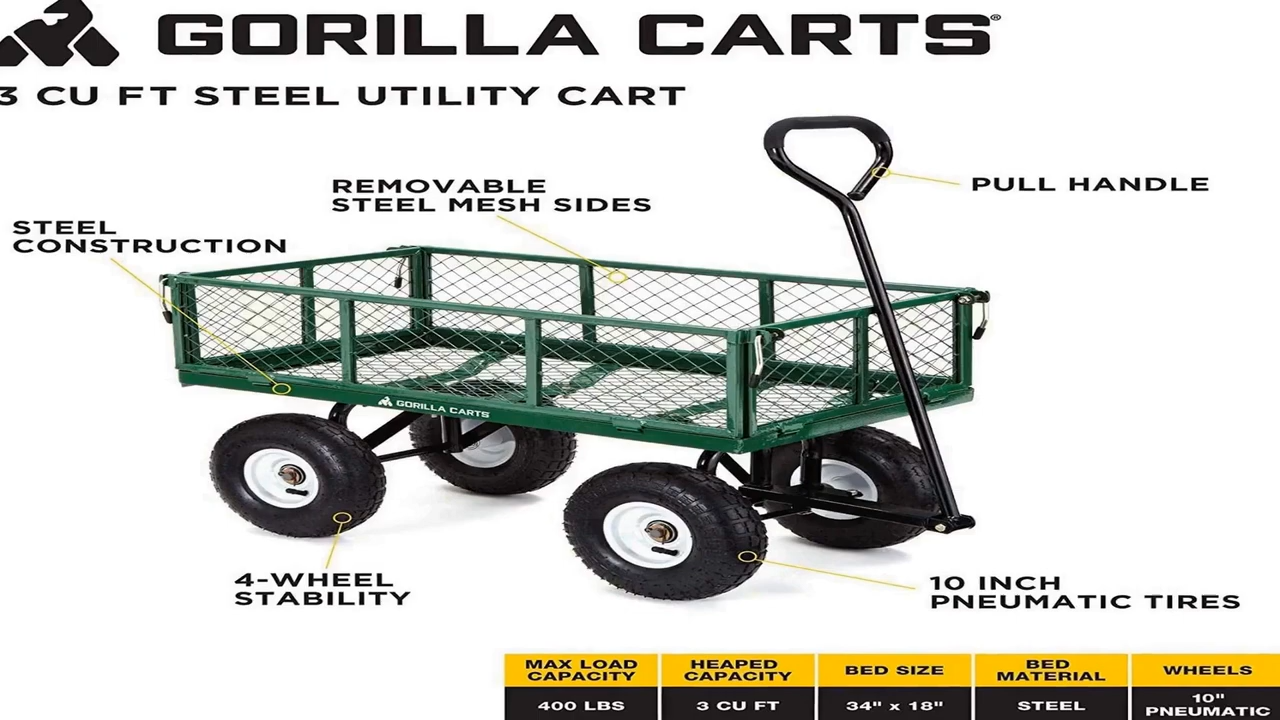 GORILLA CARTS®
3 CU FT STEEL UTILITY CART
REMOVABLE
STEEL MESH SIDES
PULL HANDLE
STEEL
CONSTRUCTION
GORILLA CARTS
4-WHEEL
STABILITY
10 INCH
PNEUMATIC TIRES
MAX LOAD
CAPACITY
HEAPED
CAPACITY
BED SIZE
BED
MATERIAL
WHEELS
400 LBS
3 CU FT
34" x 18"
STEEL
10"
PNEUMATIC